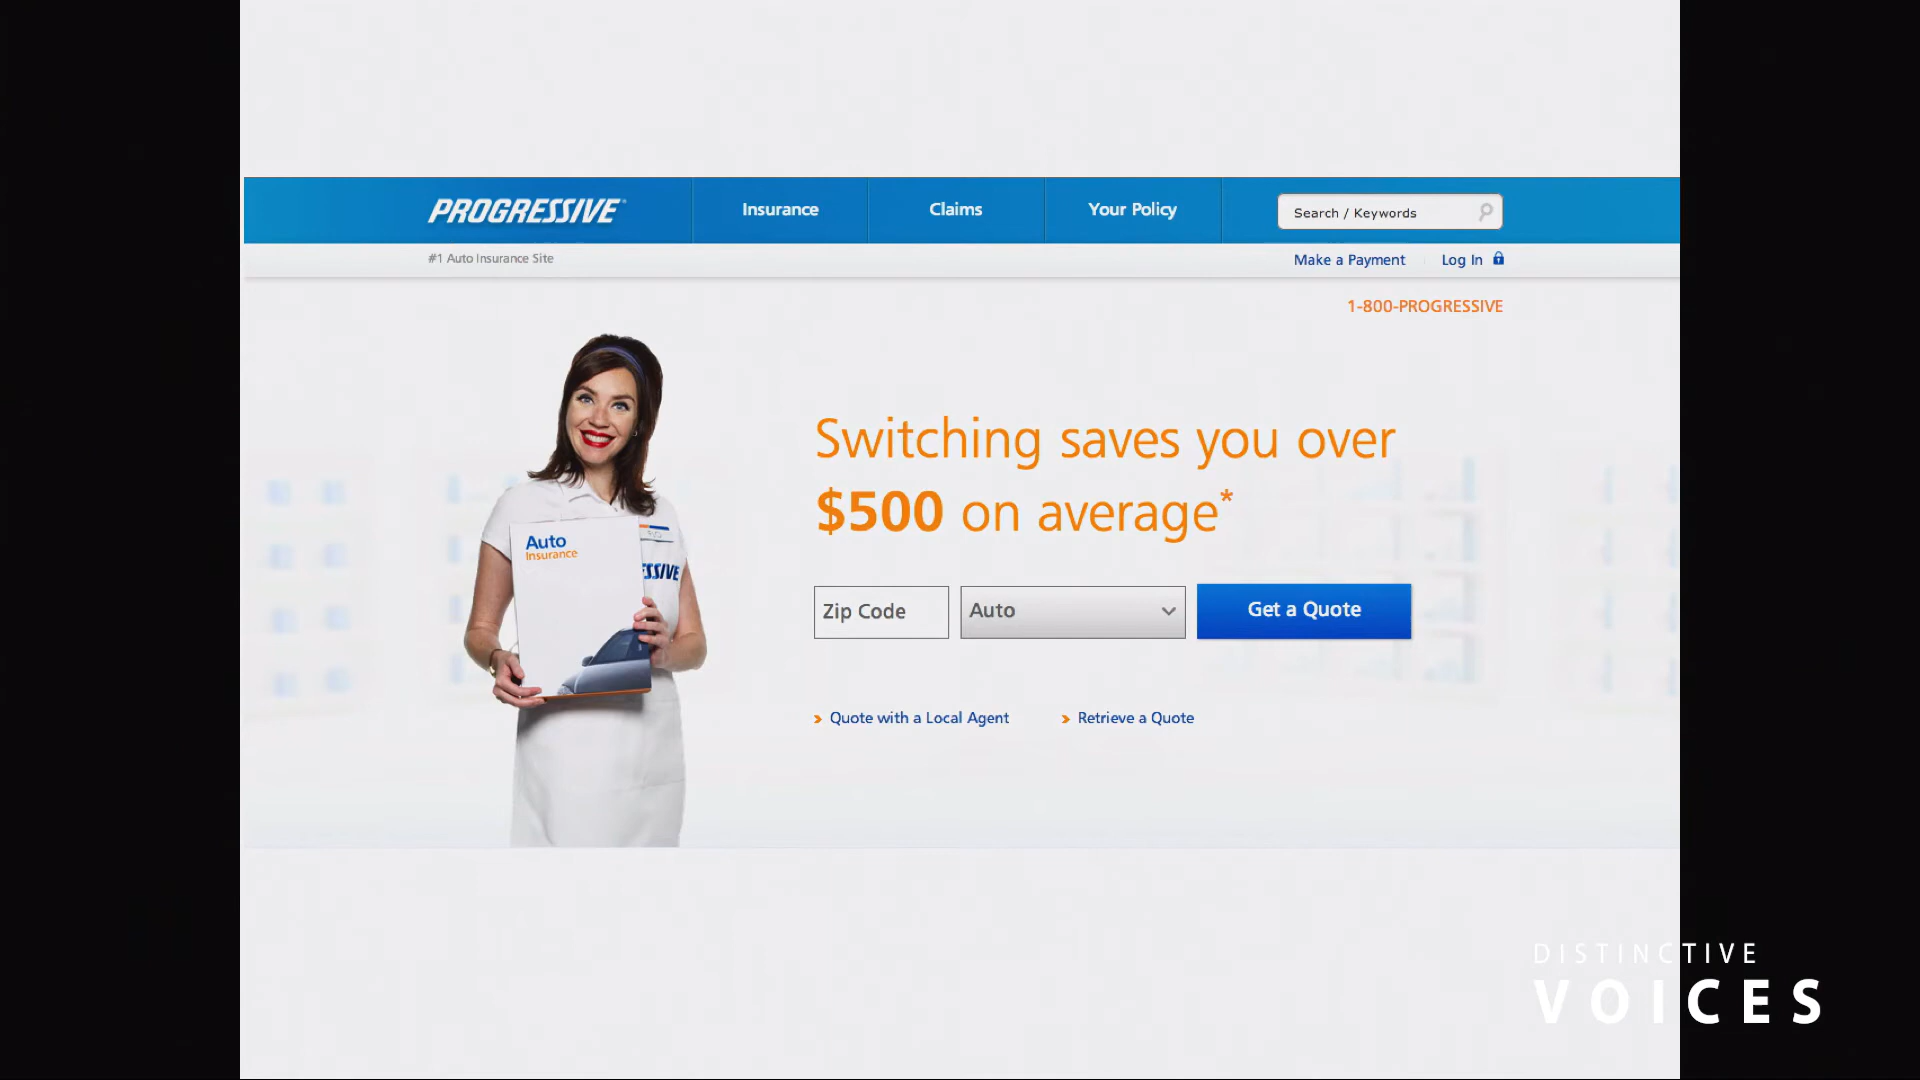 PROGRESSIVE
Insurance
Claims
Your Policy
Search / Keywords
#1 Auto Insurance Site
Make a Payment
Log In
1-800-PROGRESSIVE
Switching saves you over
$500 on average*
Auto
Insurance
FLO
ESSIVE
Zip Code
Auto
Get a Quote
Quote with a Local Agent
Retrieve a Quote
DISTINCTIVE
VOICES